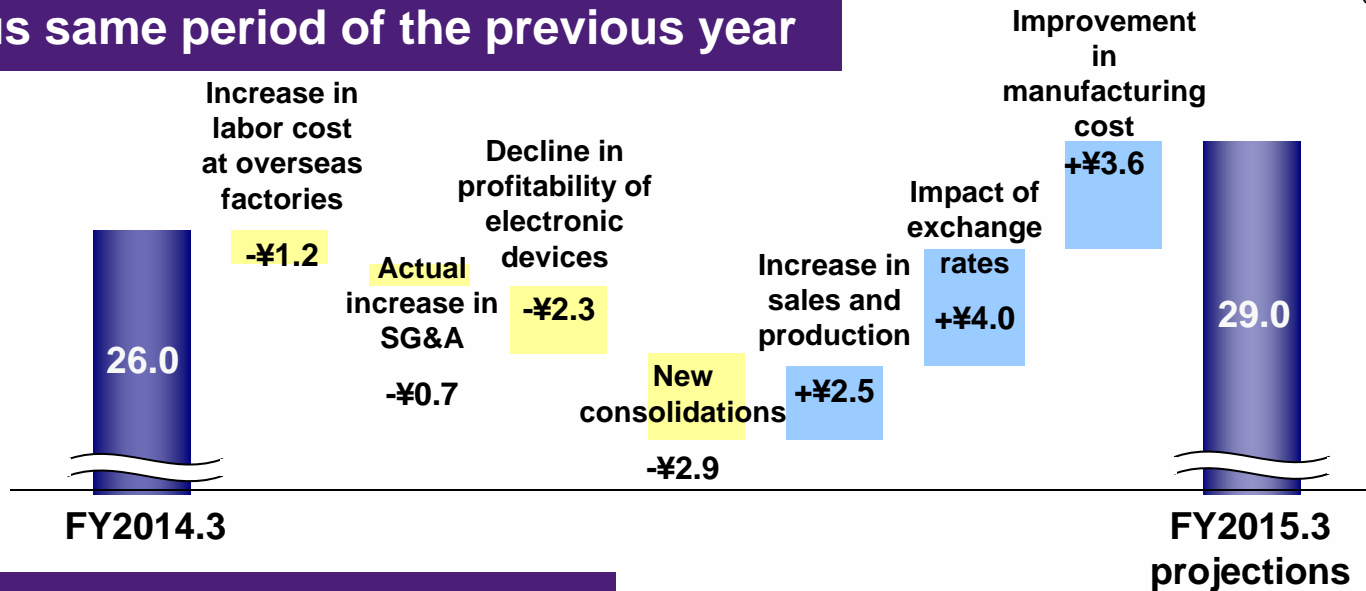 same period of the previous year
Increase in
labor cost
at overseas
factories
-¥1.2
Actual
increase in
SG&A
-¥0.7
Decline in
profitability of
electronic
devices
-¥2.3
New
consolidations
-¥2.9
Increase in
sales and
production
+¥2.5
Impact of
exchange
rates
+¥4.0
Improvement
in
manufacturing
cost
+¥3.6
26.0
29.0
FY2014.3
FY2015.3
projections